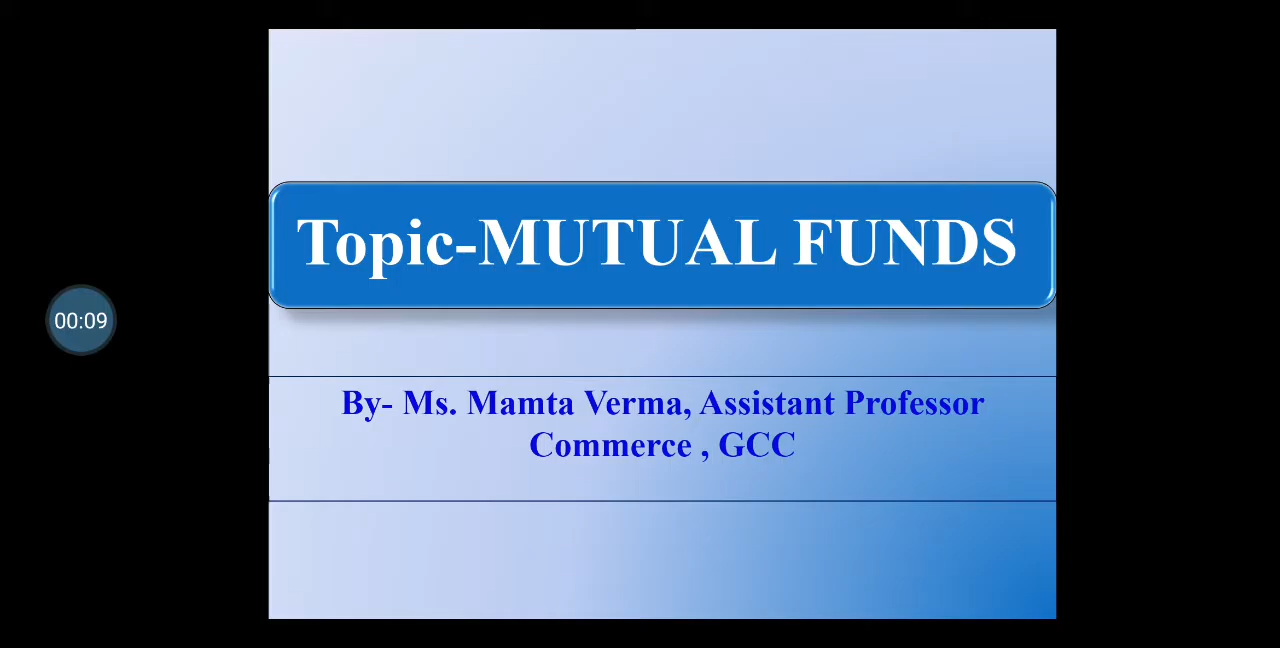 Topic-MUTUAL FUNDS
00:09
By- Ms. Mamta Verma, Assistant Professor
Commerce , GCC